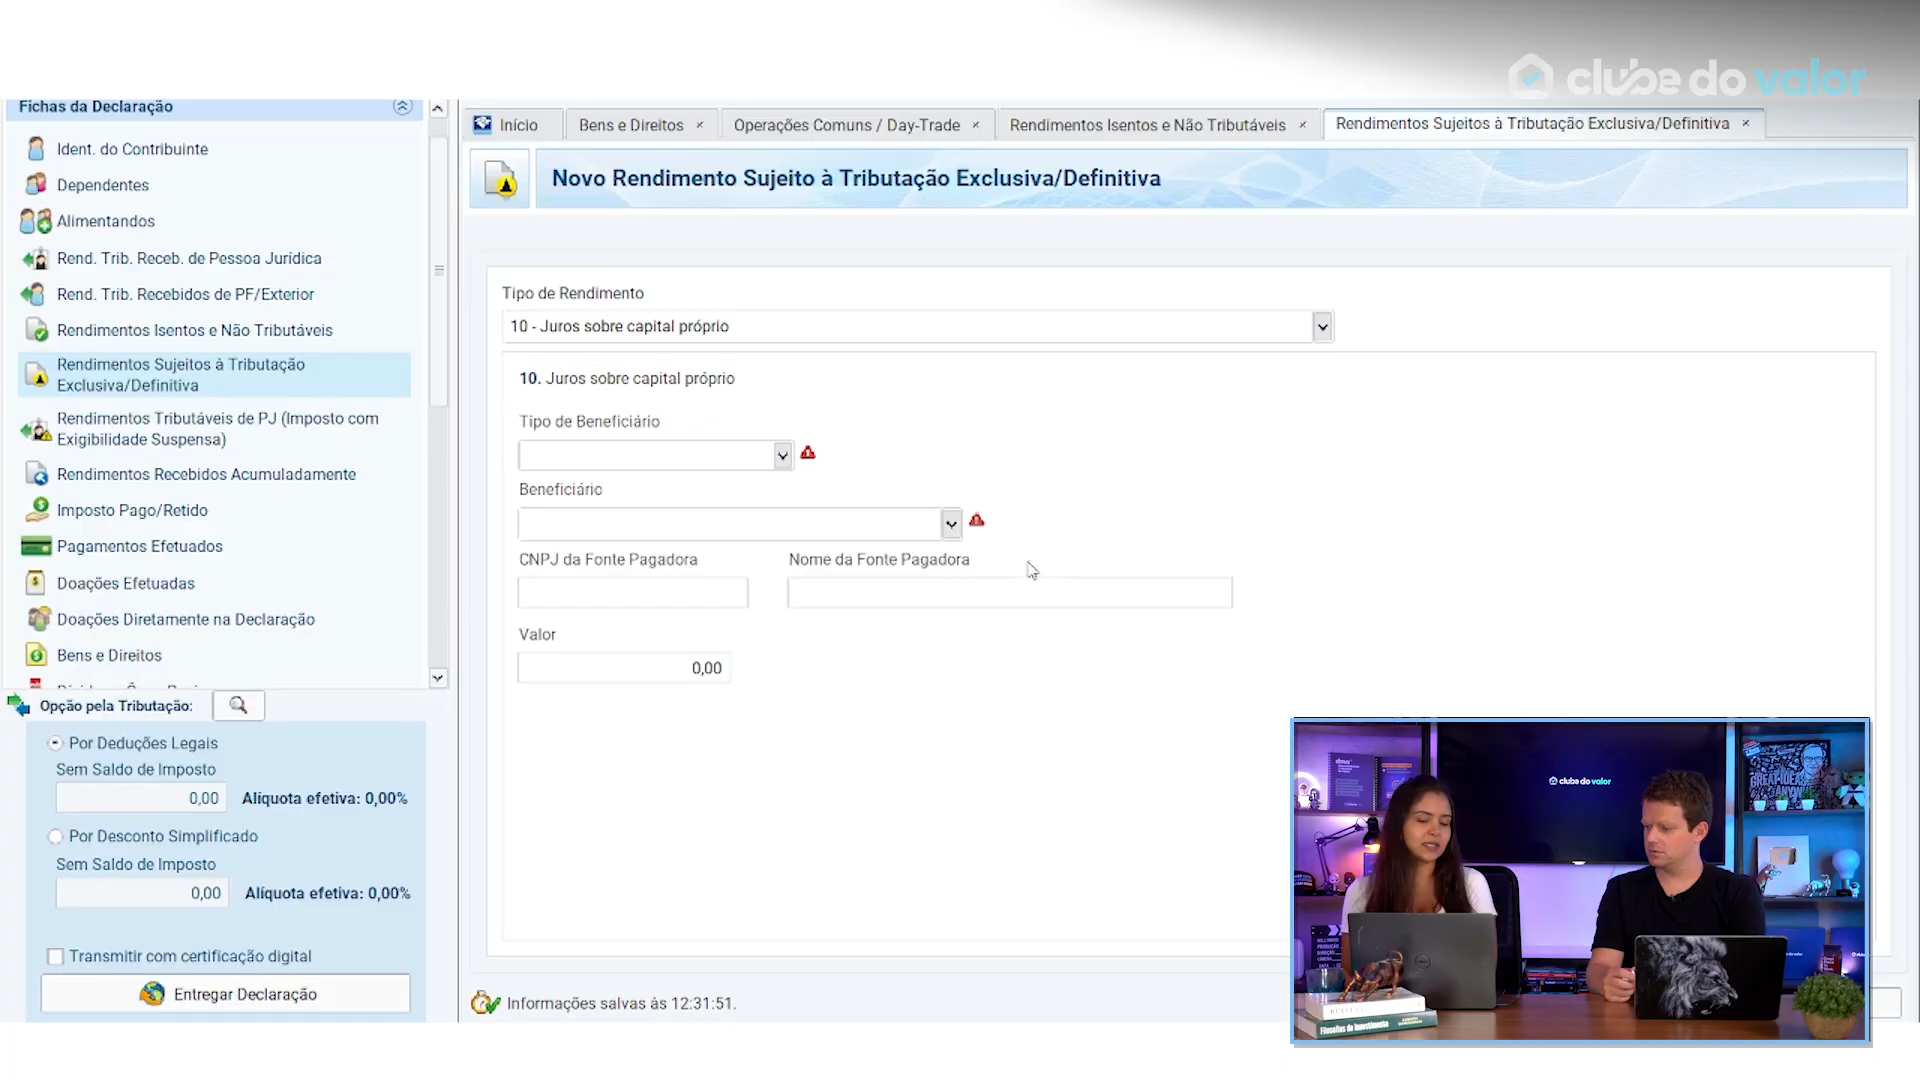 clube do valor
Fichas da Declaração
Ident. do Contribuinte
Dependentes
Alimentandos
Rend. Trib. Receb. de Pessoa Jurídica
Rend. Trib. Recebidos de PF/Exterior
Rendimentos Isentos e Não Tributáveis
Rendimentos Sujeitos à Tributação
Exclusiva/Definitiva
Rendimentos Tributáveis de PJ (Imposto com
Exigibilidade Suspensa)
Rendimentos Recebidos Acumuladamente
Imposto Pago/Retido
Pagamentos Efetuados
Doações Efetuadas
Doações Diretamente na Declaração
Bens e Direitos
Opção pela Tributação:
Por Deduções Legais
Sem Saldo de Imposto
0,00 Alíquota efetiva: 0,00%
Por Desconto Simplificado
Sem Saldo de Imposto
0,00 Alíquota efetiva: 0,00%
Transmitir com certificação digital
Entregar Declaração
Início
Bens e Direitos
Operações Comuns / Day-Trade
Rendimentos Isentos e Não Tributáveis
Rendimentos Sujeitos à Tributação Exclusiva/Definitiva
Novo Rendimento Sujeito à Tributação Exclusiva/Definitiva
Tipo de Rendimento
10 - Juros sobre capital próprio
10. Juros sobre capital próprio
Tipo de Beneficiário
Beneficiário
CNPJ da Fonte Pagadora Nome da Fonte Pagadora
Valor
0,00
Informações salvas às 12:31:51.
clube do valor
dma
GREAT IDEAS
DELL
Filosofias de Investimento